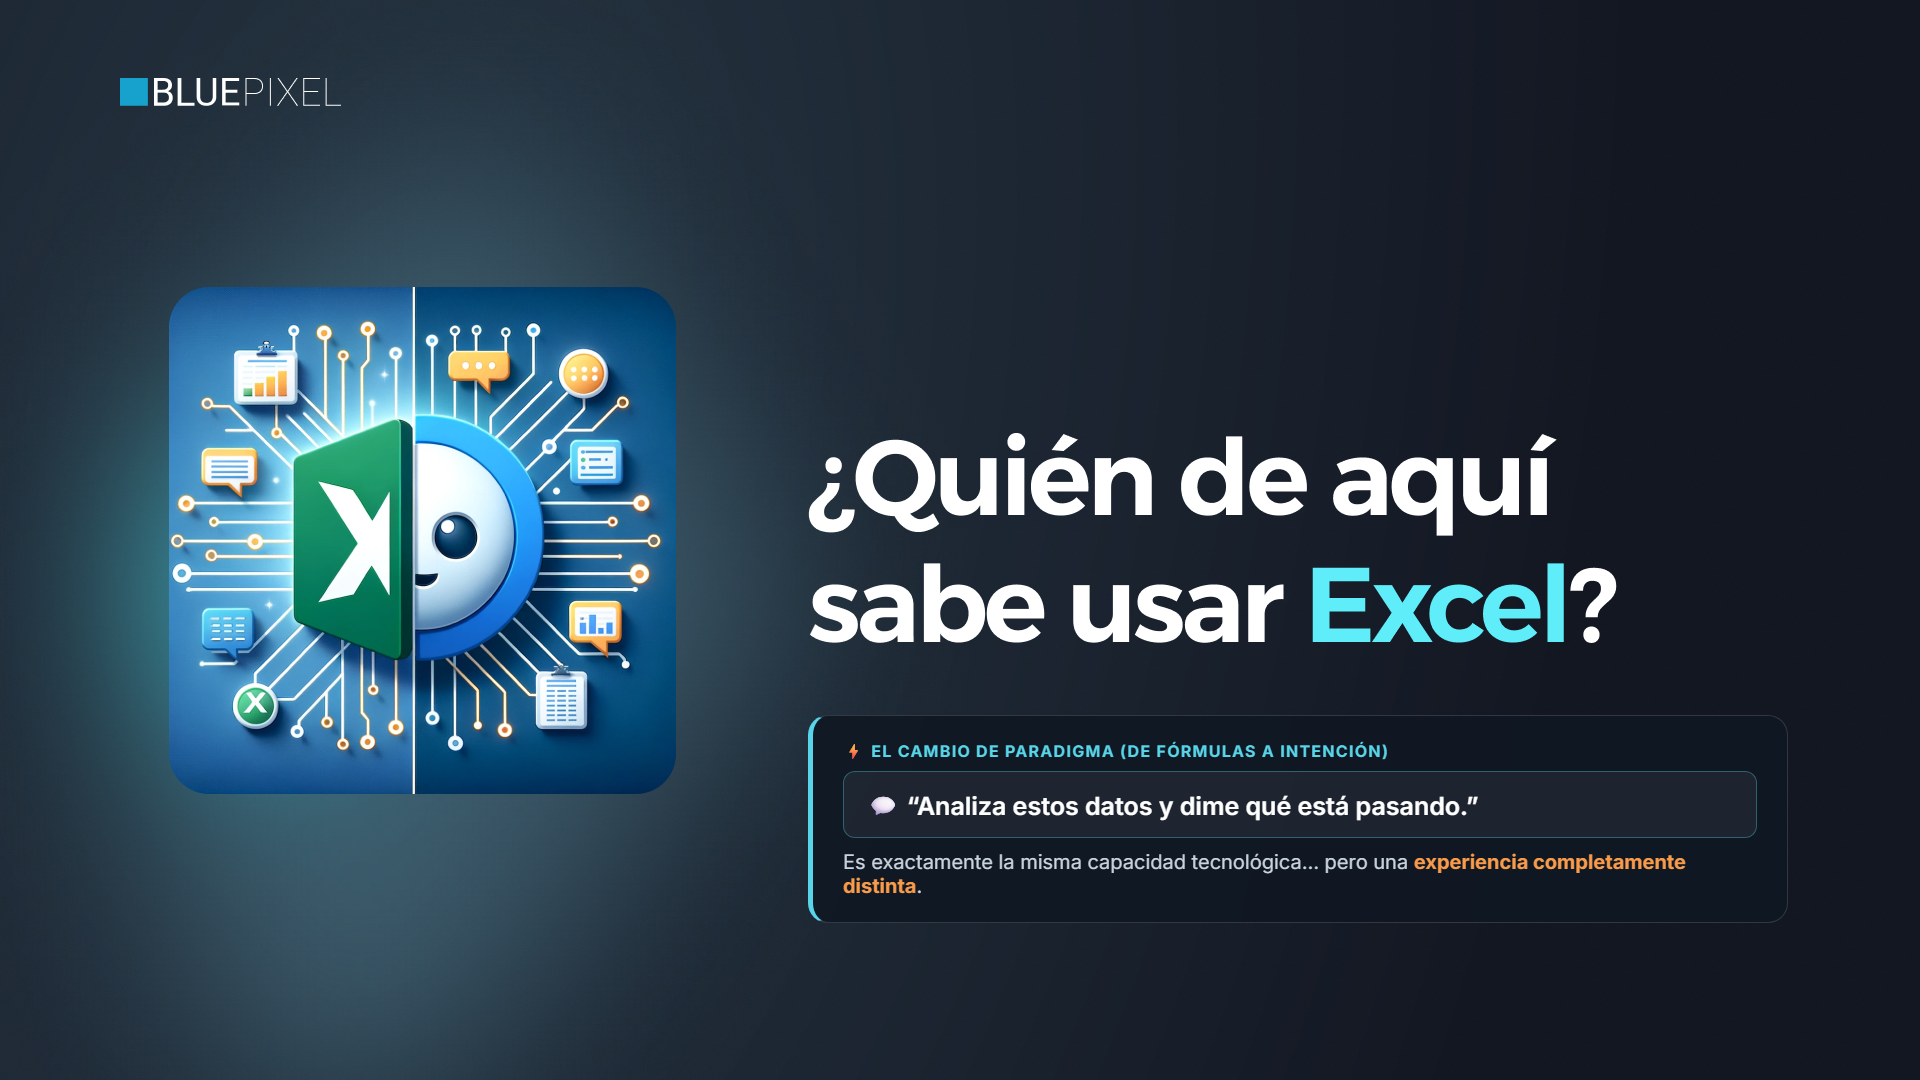 BLUEPIXEL
¿Quién de aquí
sabe usar Excel?
EL CAMBIO DE PARADIGMA (DE FÓRMULAS A INTENCIÓN)
“Analiza estos datos y dime qué está pasando.”
Es exactamente la misma capacidad tecnológica... pero una experiencia completamente
distinta.